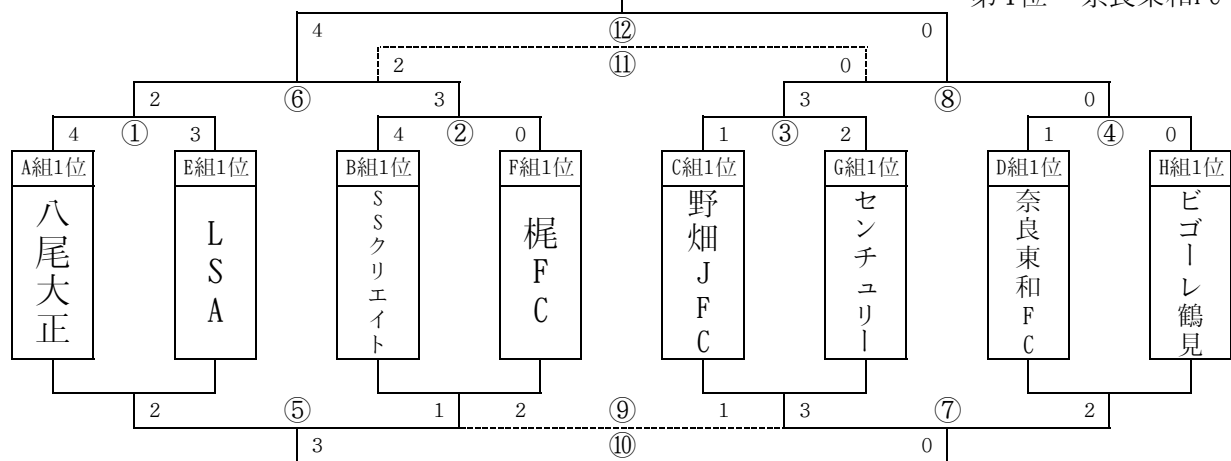 第4位 奈良東和FC
4 ⑫ 0
2 ⑪ 0
2 ⑥ 3 3 ⑧ 0
4 ① 3 4 ② 0 1 ③ 2 1 ④ 0
A組1位 E組1位 B組1位 F組1位 C組1位 G組1位 D組1位 H組1位
八尾大正
LSA
SSクリエイト
梶FC
野畑JFC
センチュリー
奈良東和FC
ビゴーレ鶴見
2 ⑤ 1 2 ⑨ 1 3 ⑦ 2
3 ⑩ 0